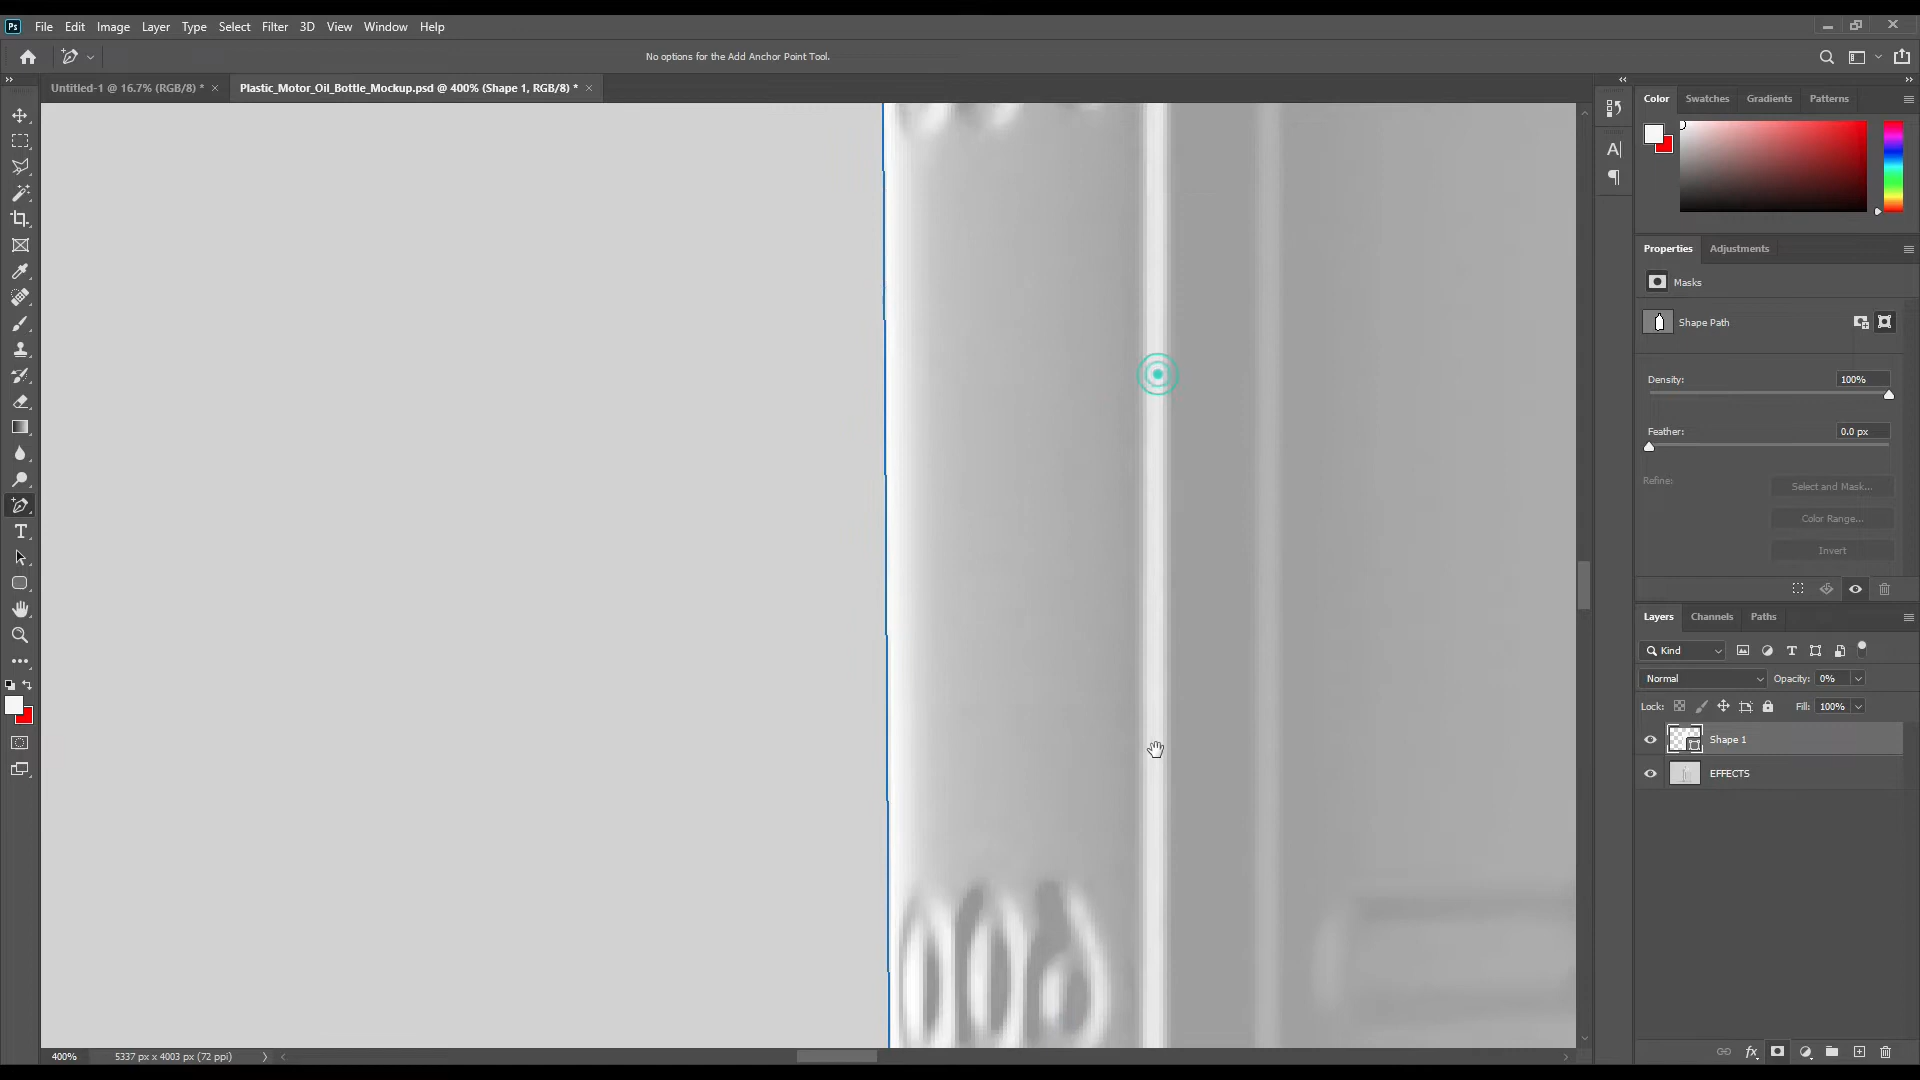 Ps File Edit Image Layer Type Select Filter 3D View Window Help
No options for the Add Anchor Point Tool.
Untitled-1 @ 16.7% (RGB/8) * × Plastic_Motor_Oil_Bottle_Mockup.psd @ 400% (Shape 1, RGB/8) * ×
Color Swatches Gradients Patterns
Properties Adjustments
Masks
Shape Path
Density: 100%
Feather: 0.0 px
Refine: Select and Mask...
Color Range...
Invert
Layers Channels Paths
Kind
Normal Opacity: 0%
Lock: Fill: 100%
Shape 1
EFFECTS
fx
400% 5337 px x 4003 px (72 ppi)